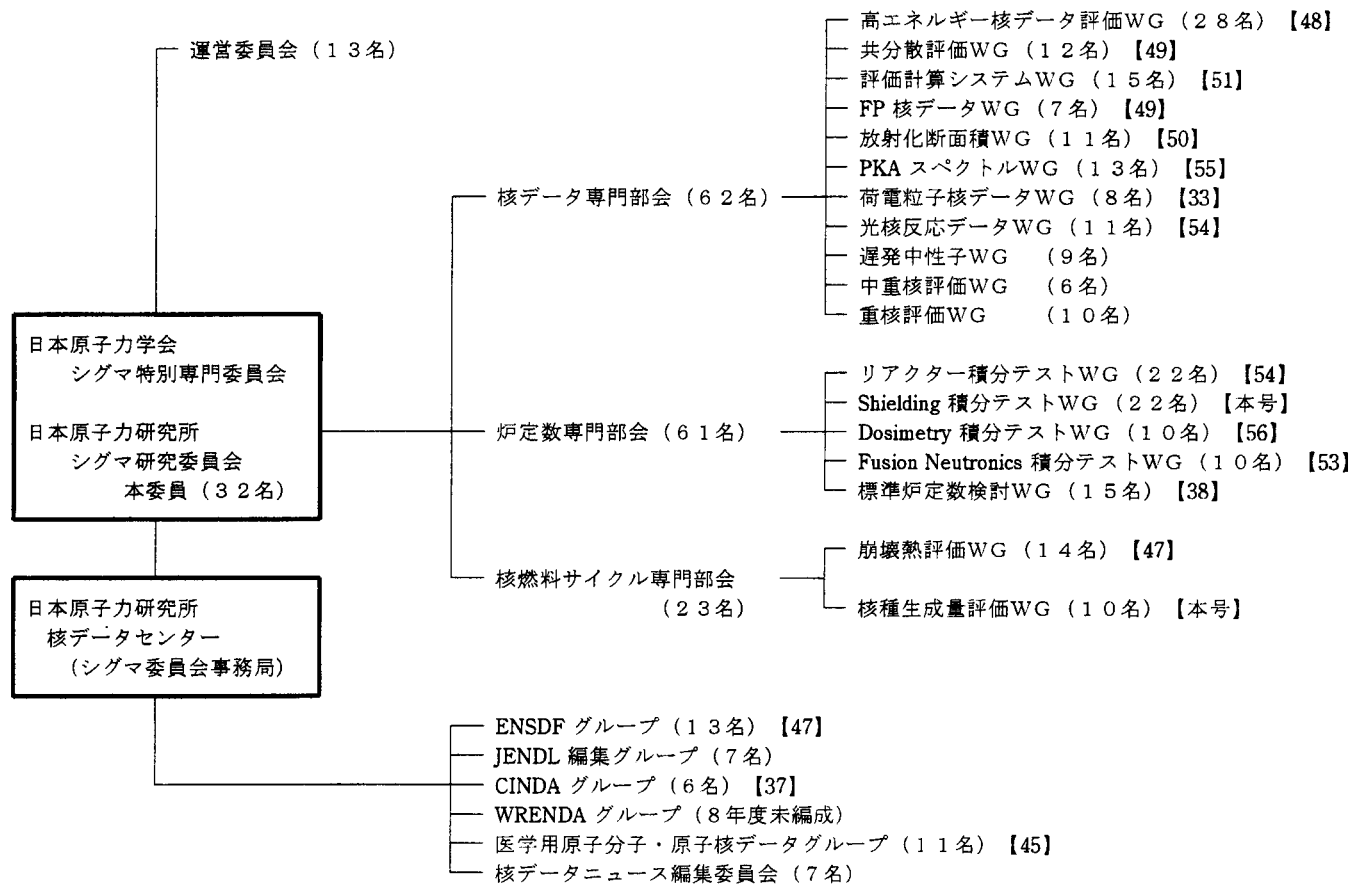 運営委員会（１３名）
高エネルギー核データ評価WG（２８名）【48】
共分散評価WG（１２名）【49】
評価計算システムWG（１５名）【51】
FP 核データWG（７名）【49】
放射化断面積WG（１１名）【50】
PKA スペクトルWG（１３名）【55】
核データ専門部会（６２名）
荷電粒子核データWG（８名）【33】
光核反応データWG（１１名）【54】
遅発中性子WG （９名）
中重核評価WG （６名）
重核評価WG （１０名）
日本原子力学会
シグマ特別専門委員会
日本原子力研究所
シグマ研究委員会
本委員（３２名）
炉定数専門部会（６１名）
リアクター積分テストWG（２２名）【54】
Shielding 積分テストWG（２２名）【本号】
Dosimetry 積分テストWG（１０名）【56】
Fusion Neutronics 積分テストWG（１０名）【53】
標準炉定数検討WG（１５名）【38】
核燃料サイクル専門部会
（２３名）
崩壊熱評価WG（１４名）【47】
核種生成量評価WG（１０名）【本号】
日本原子力研究所
核データセンター
（シグマ委員会事務局）
ENSDF グループ（１３名）【47】
JENDL 編集グループ（７名）
CINDA グループ（６名）【37】
WRENDA グループ（８年度未編成）
医学用原子分子・原子核データグループ（１１名）【45】
核データニュース編集委員会（７名）